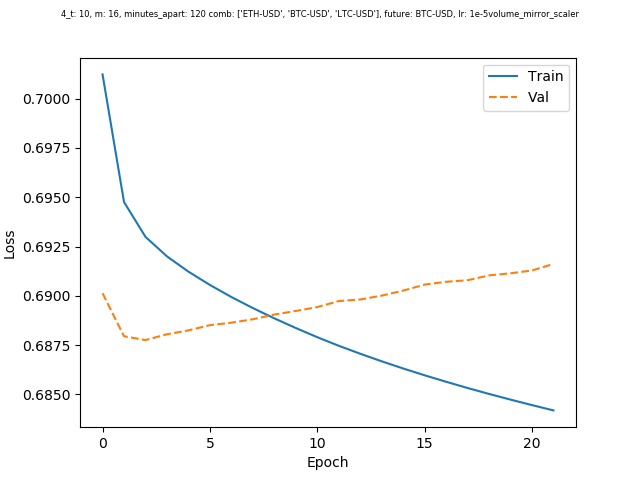 4_t: 10, m: 16, minutes_apart: 120 comb: ['ETH-USD', 'BTC-USD', 'LTC-USD'], future: BTC-USD, lr: 1e-5volume_mirror_scaler
Train
Val
0.7000
0.6975
0.6950
0.6925
0.6900
0.6875
0.6850
Loss
0
5
10
15
20
Epoch